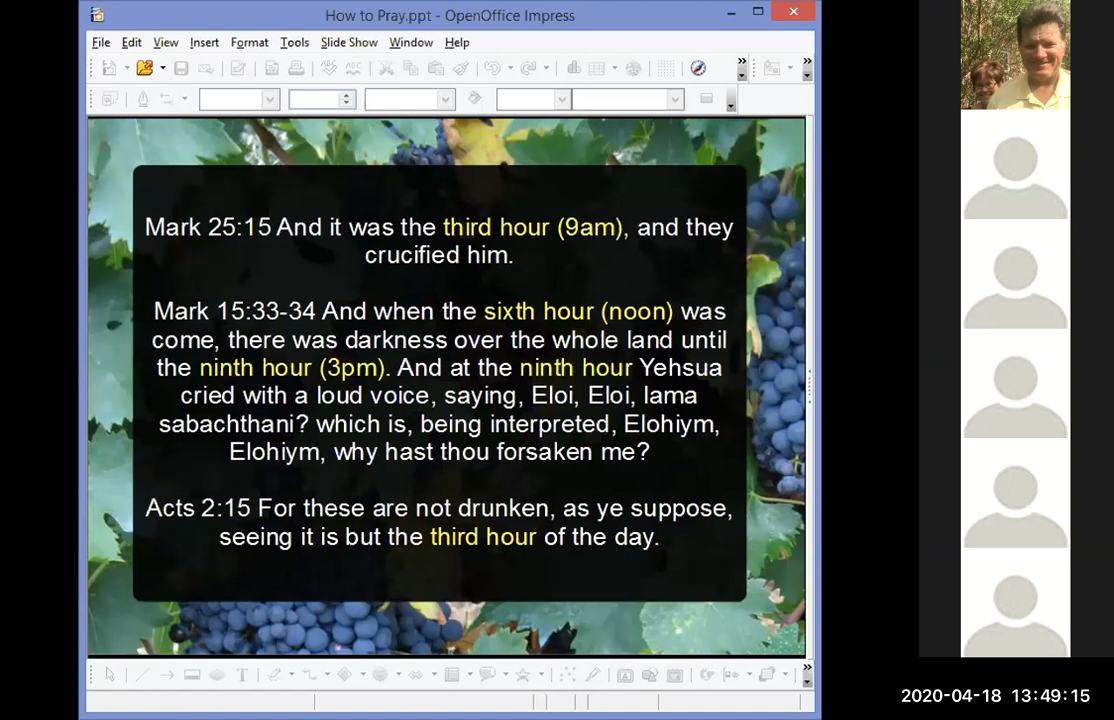 How to Pray.ppt - OpenOffice Impress
File Edit View Insert Format Tools Slide Show Window Help
Mark 25:15 And it was the third hour (9am), and they
crucified him.
Mark 15:33-34 And when the sixth hour (noon) was
come, there was darkness over the whole land until
the ninth hour (3pm). And at the ninth hour Yehsua
cried with a loud voice, saying, Eloi, Eloi, lama
sabachthani? which is, being interpreted, Elohiym,
Elohiym, why hast thou forsaken me?
Acts 2:15 For these are not drunken, as ye suppose,
seeing it is but the third hour of the day.
2020-04-18 13:49:15